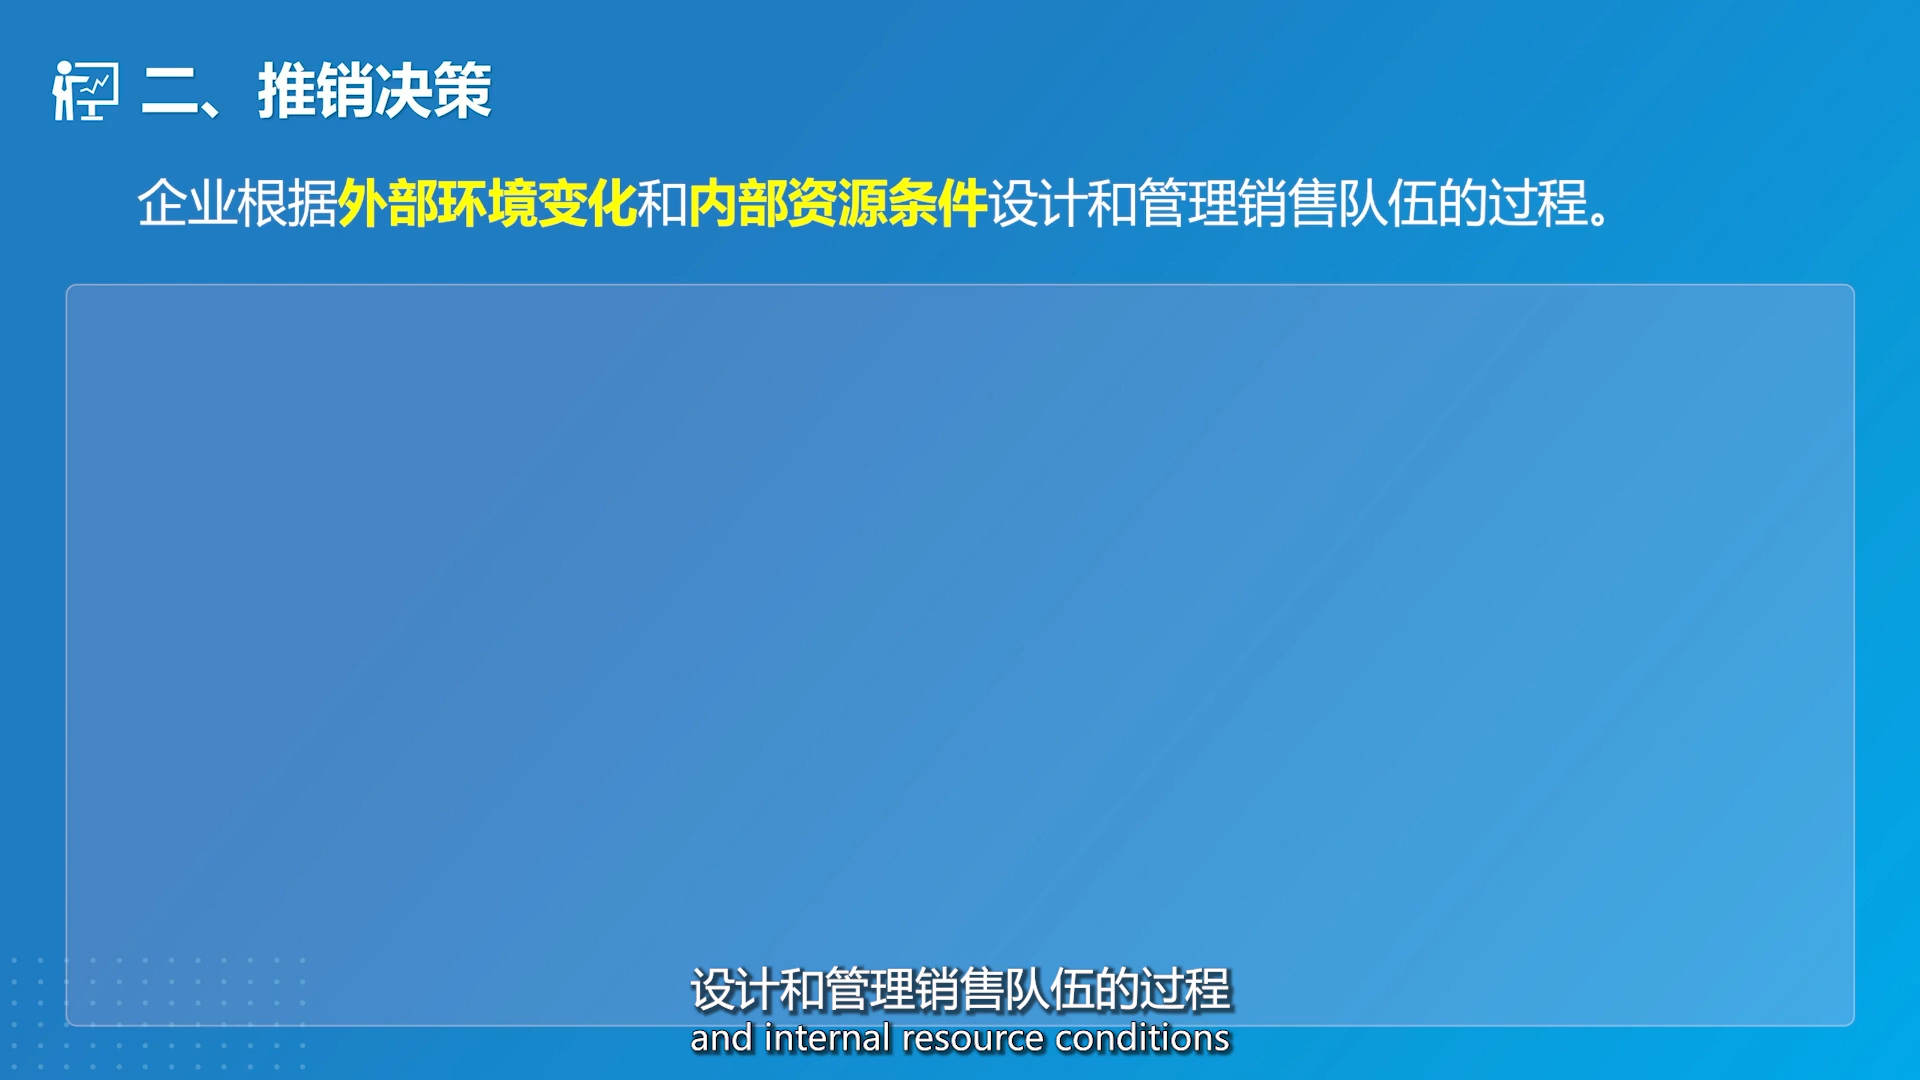 二、推销决策
企业根据外部环境变化和内部资源条件设计和管理销售队伍的过程。
设计和管理销售队伍的过程
and internal resource conditions